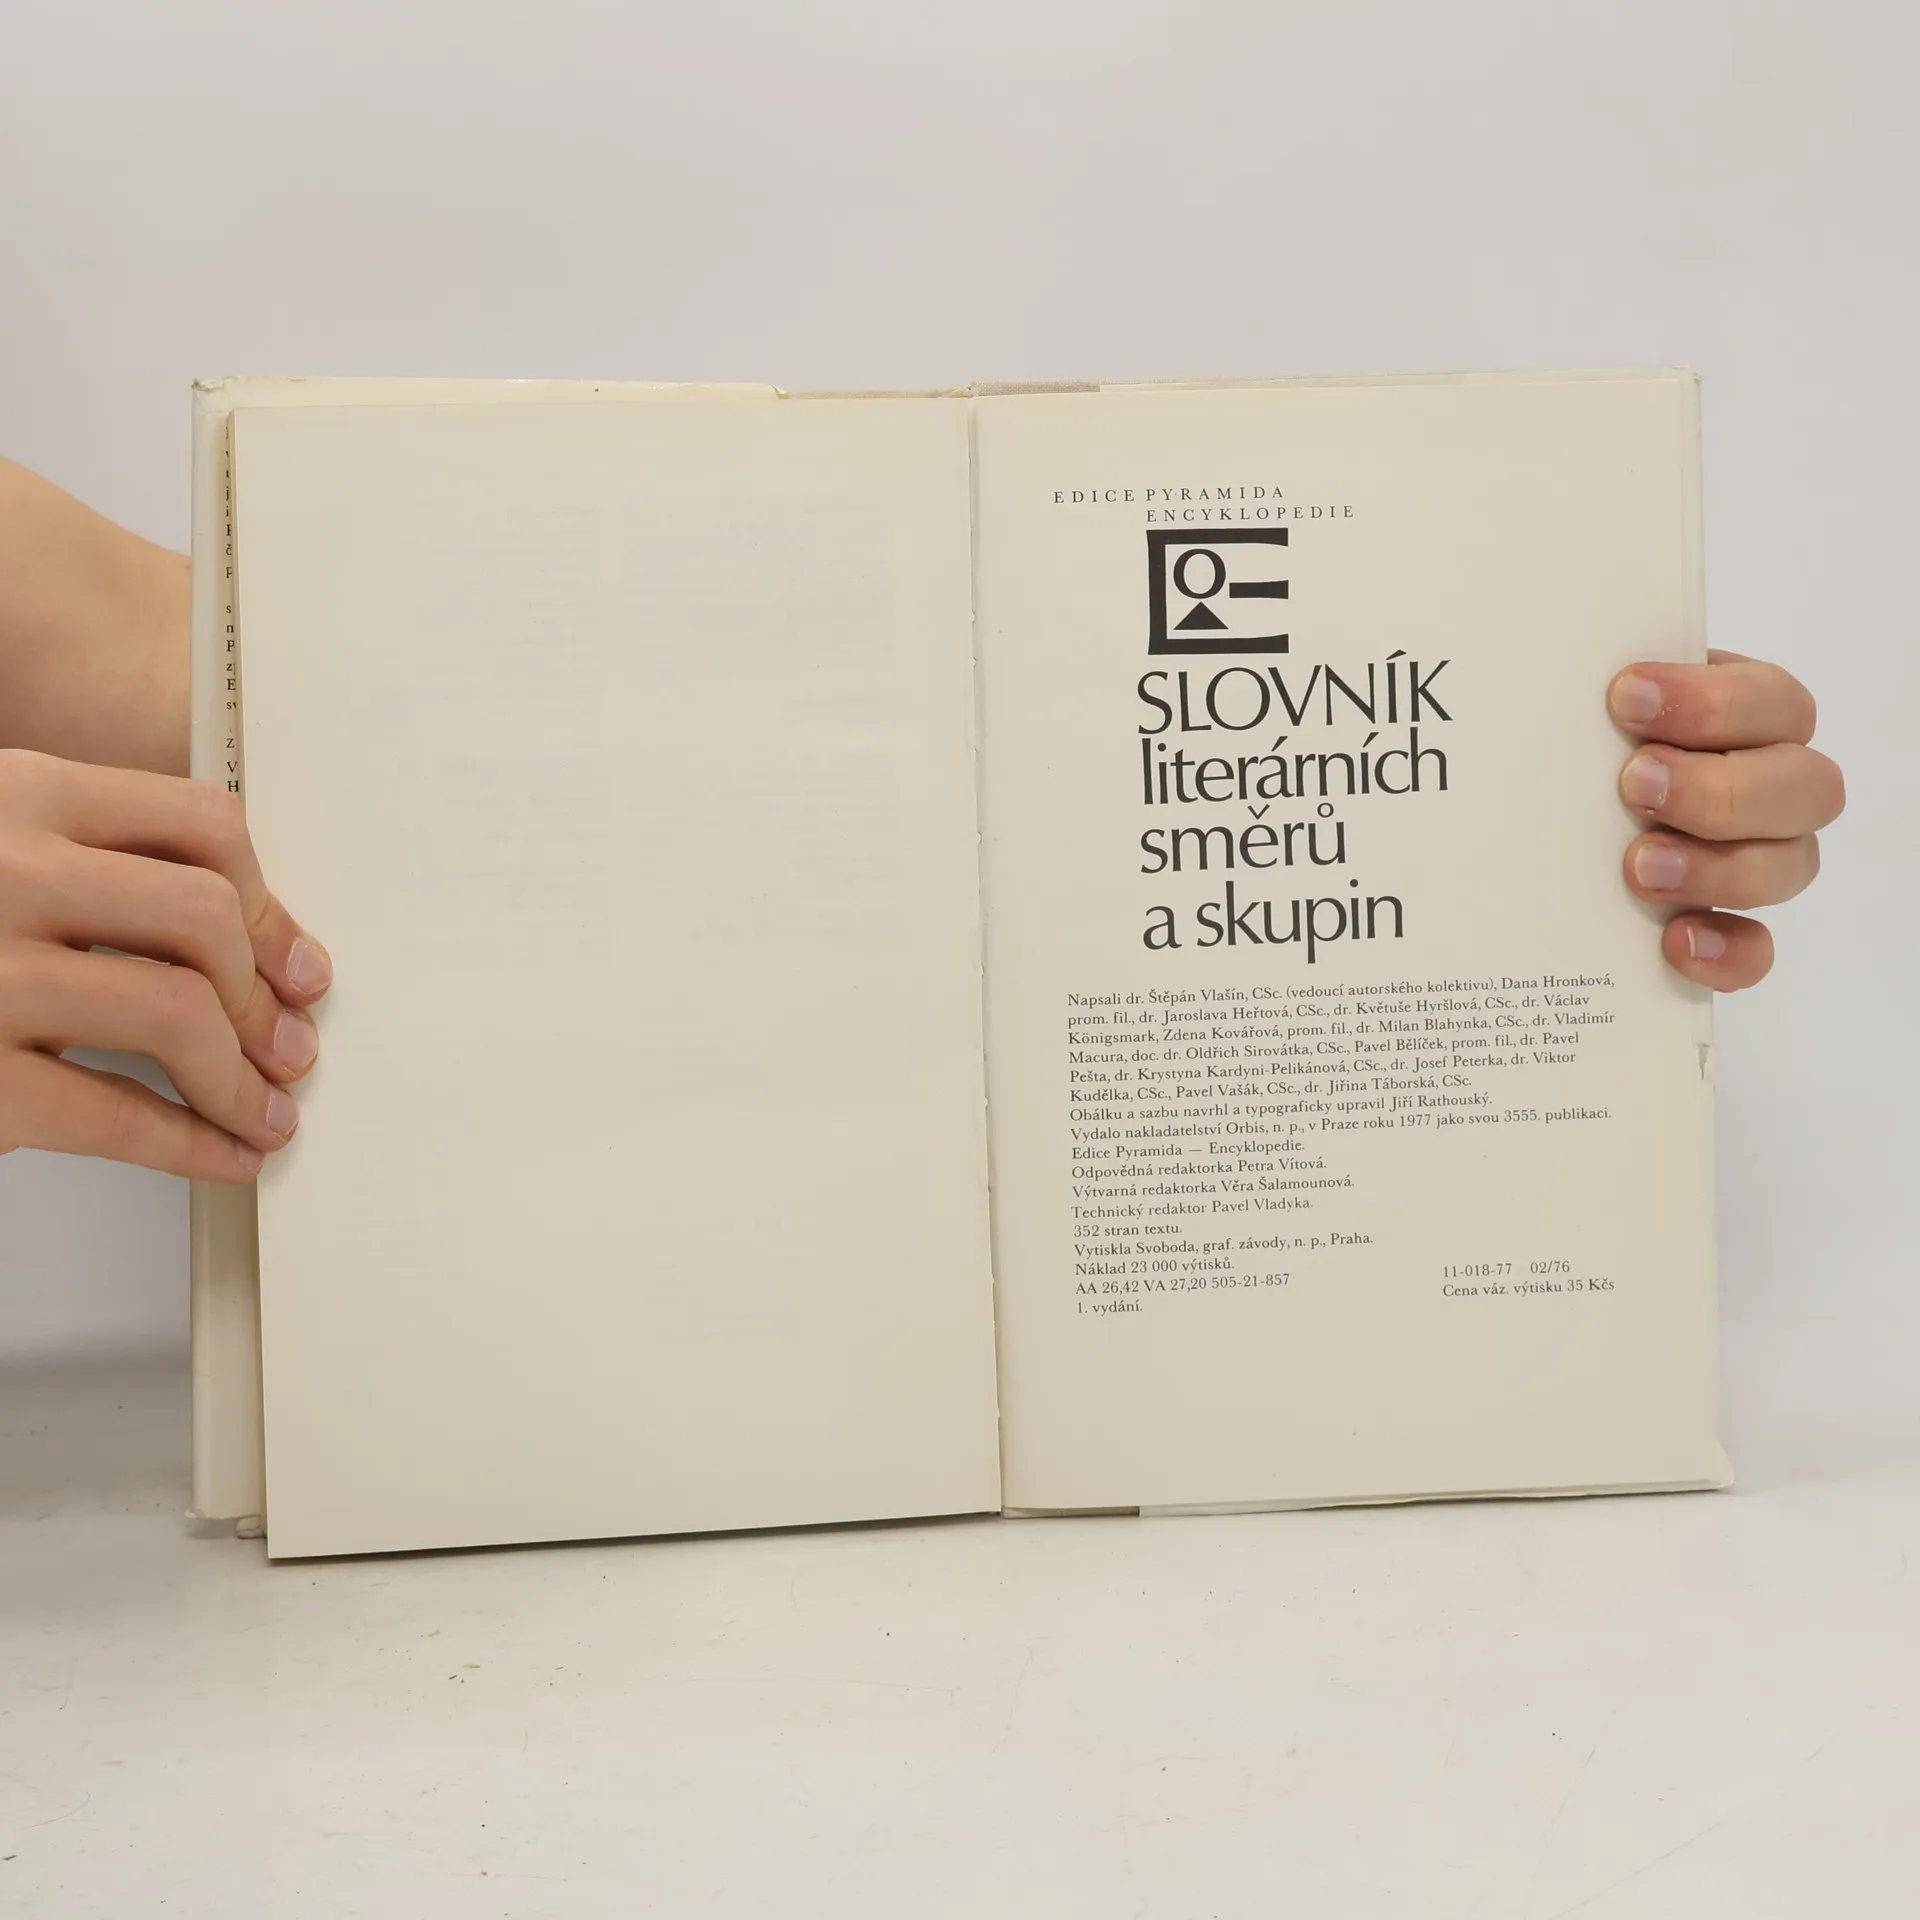 EDICE PYRAMIDA
ENCYKLOPEDIE
SLOVNÍK
literárních
směrů
a skupin
Napsali dr. Štěpán Vlašín, CSc. (vedoucí autorského kolektivu), Dana Hronková,
prom. fil., dr. Jaroslava Heřtová, CSc., dr. Květuše Hyršlová, CSc., dr. Václav
Königsmark, Zdena Kovářová, prom. fil., dr. Milan Blahynka, CSc., dr. Vladimír
Macura, doc. dr. Oldřich Sirovátka, CSc., Pavel Bělíček, prom. fil., dr. Pavel
Pešta, dr. Krystyna Kardyni-Pelikánová, CSc., dr. Josef Peterka, dr. Viktor
Kudělka, CSc., Pavel Vašák, CSc., dr. Jiřina Táborská, CSc.
Obálku a sazbu navrhl a typograficky upravil Jiří Rathouský.
Vydalo nakladatelství Orbis, n. p., v Praze roku 1977 jako svou 3555. publikaci.
Edice Pyramida — Encyklopedie.
Odpovědná redaktorka Petra Vítová.
Výtvarná redaktorka Věra Šalamounová.
Technický redaktor Pavel Vladyka.
352 stran textu.
Vytiskla Svoboda, graf. závody, n. p., Praha.
Náklad 23 000 výtisků.
AA 26,42 VA 27,20 505-21-857
1. vydání.
11-018-77 02/76
Cena váz. výtisku 35 Kčs